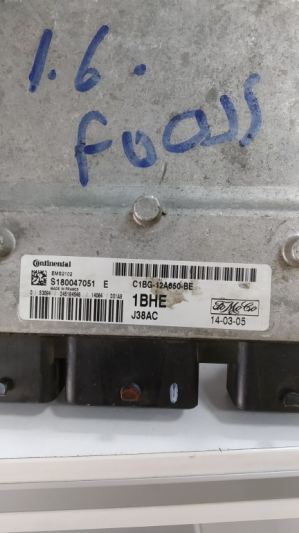 1.6.
focus
Continental
EMS2102
S180047051 E
MADE IN FRANCE
C1BG-12A650-BE
1BHE
J38AC
FoMoCo
14-03-05